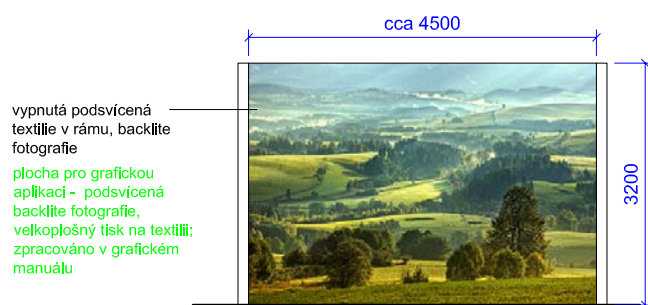 cca 4500
vypnutá podsvícená
textilie v rámu, backlite
fotografie
plocha pro grafickou
aplikaci - podsvícená
backlite fotografie,
velkoplošný tisk na textilii;
zpracováno v grafickém
manuálu
3200